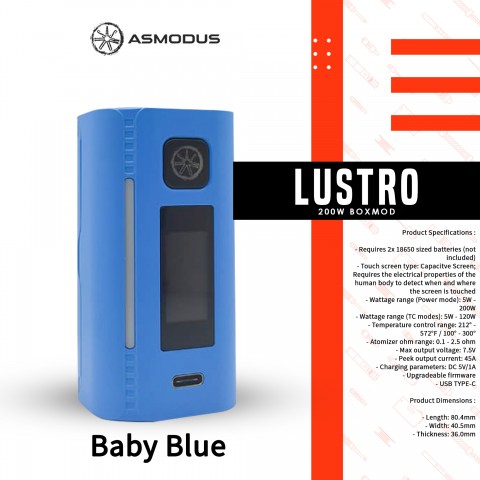 ASMODUS
LUSTRO
200W BOXMOD
Product Specifications :
- Requires 2x 18650 sized batteries (not
included)
- Touch screen type: Capacitve Screen;
Requires the electrical properties of the
human body to detect when and where
the screen is touched
- Wattage range (Power mode): 5W -
200W
- Wattage range (TC modes): 5W - 120W
- Temperature control range: 212° -
572°F / 100° - 300°
- Atomizer ohm range: 0.1 - 2.5 ohm
- Max output voltage: 7.5V
- Peek output current: 45A
- Charging parameters: DC 5V/1A
- Upgradeable firmware
- USB TYPE-C
Product Dimensions :
- Length: 80.4mm
- Width: 40.5mm
- Thickness: 36.0mm
Baby Blue